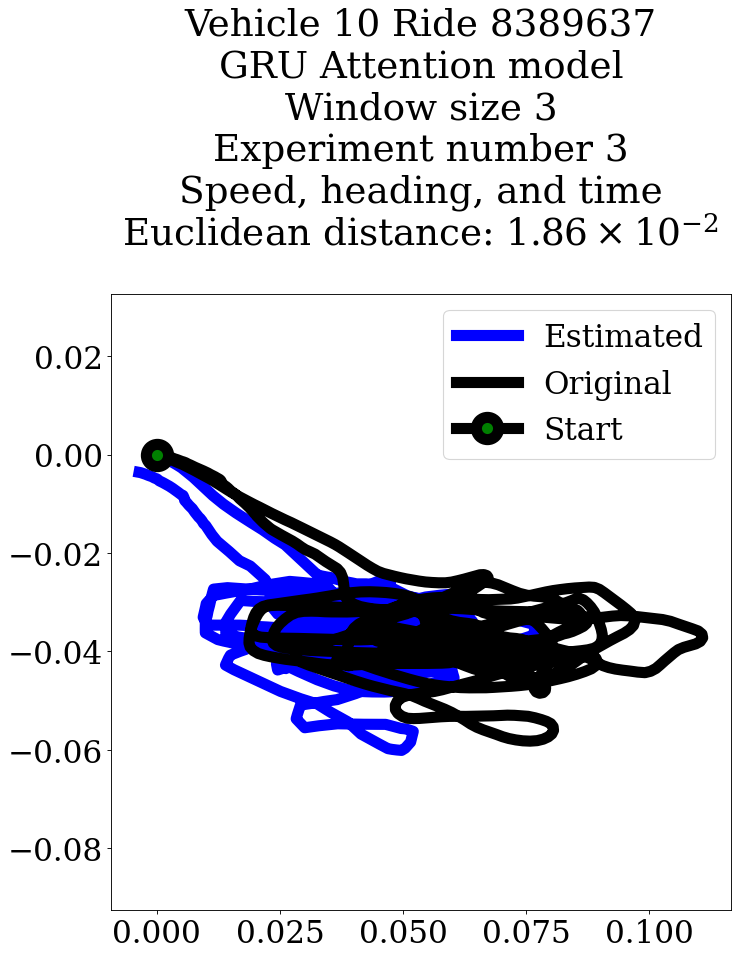 Vehicle 10 Ride 8389637
GRU Attention model
Window size 3
Experiment number 3
Speed, heading, and time
Euclidean distance: 1.86 × 10⁻²
Estimated
Original
Start
0.02
0.00
−0.02
−0.04
−0.06
−0.08
0.000 0.025 0.050 0.075 0.100